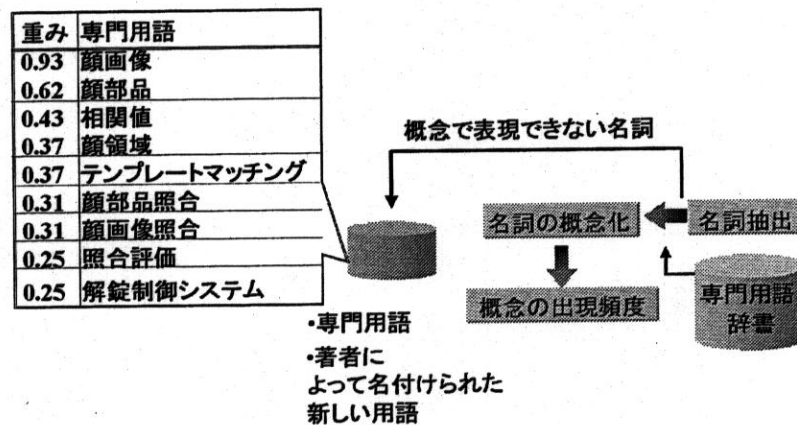 重み 専門用語
0.93 顔画像
0.62 顔部品
0.43 相関値
0.37 顔領域
0.37 テンプレートマッチング
0.31 顔部品照合
0.31 顔画像照合
0.25 照合評価
0.25 解錠制御システム
概念で表現できない名詞
名詞の概念化
名詞抽出
概念の出現頻度
専門用語
辞書
・専門用語
・著者に
よって名付けられた
新しい用語